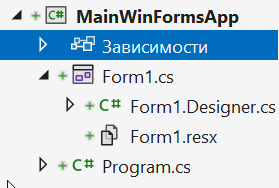 C# MainWinFormsApp
Зависимости
Form1.cs
C# Form1.Designer.cs
Form1.resx
C# Program.cs